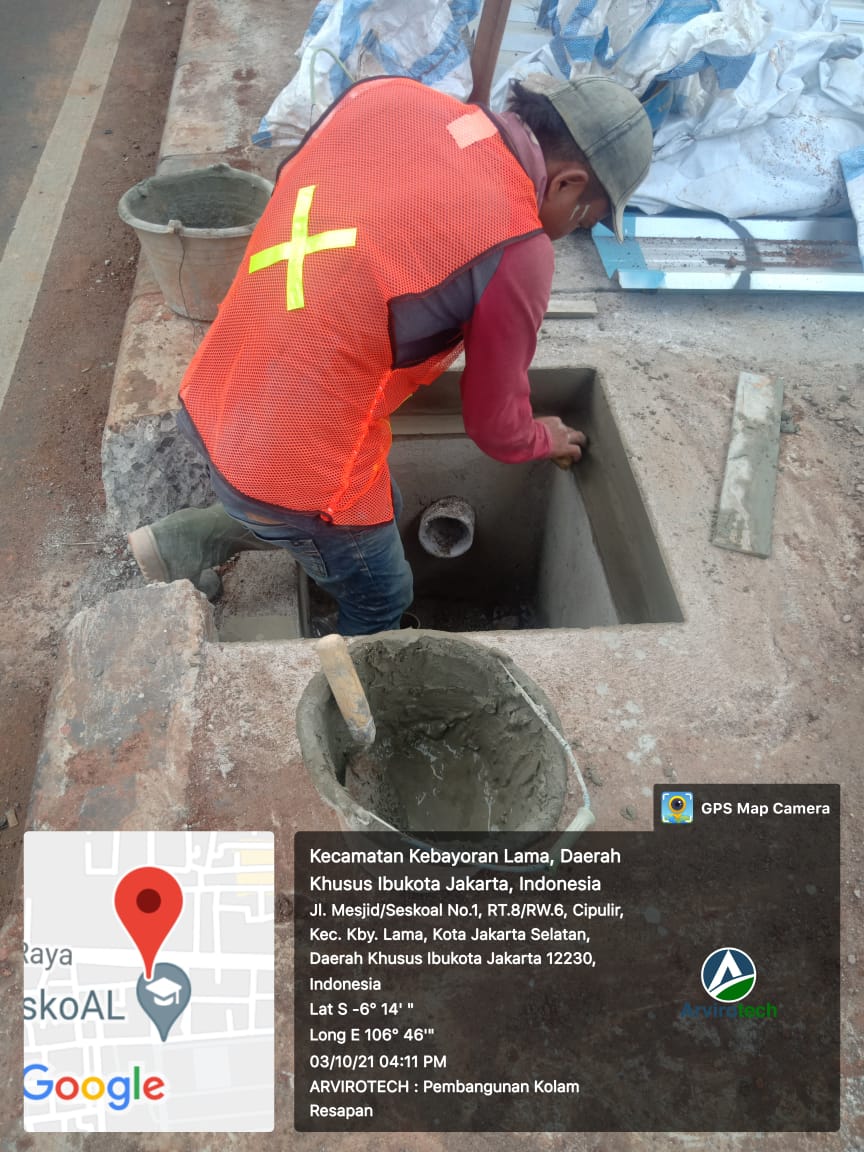 GPS Map Camera
Kecamatan Kebayoran Lama, Daerah
Khusus Ibukota Jakarta, Indonesia
Jl. Mesjid/Seskoal No.1, RT.8/RW.6, Cipulir,
Kec. Kby. Lama, Kota Jakarta Selatan,
Daerah Khusus Ibukota Jakarta 12230,
Indonesia
Lat S -6° 14' "
Long E 106° 46'"
03/10/21 04:11 PM
ARVIROTECH : Pembangunan Kolam
Resapan
Arvirotech
Raya
skoAL
Google